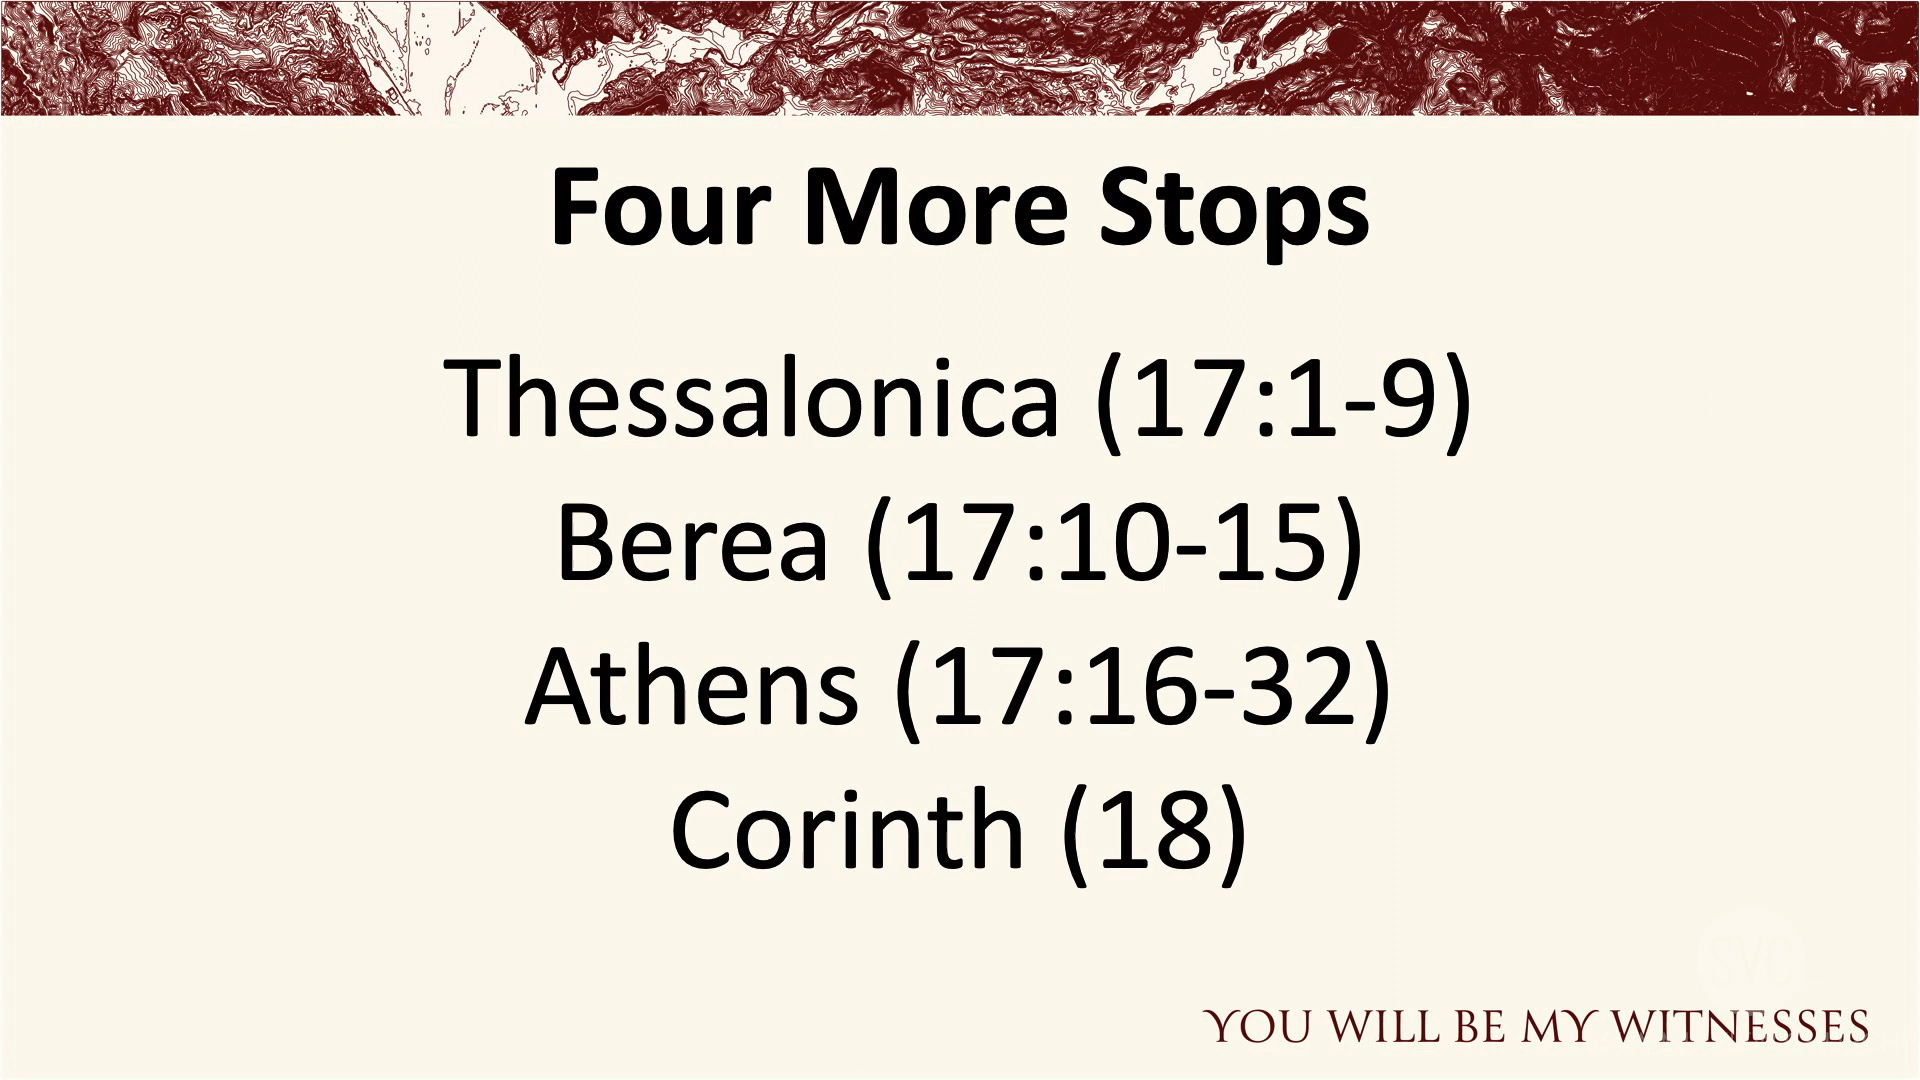 Four More Stops
Thessalonica (17:1-9)
Berea (17:10-15)
Athens (17:16-32)
Corinth (18)
SVC
YOU WILL BE MY WITNESSES